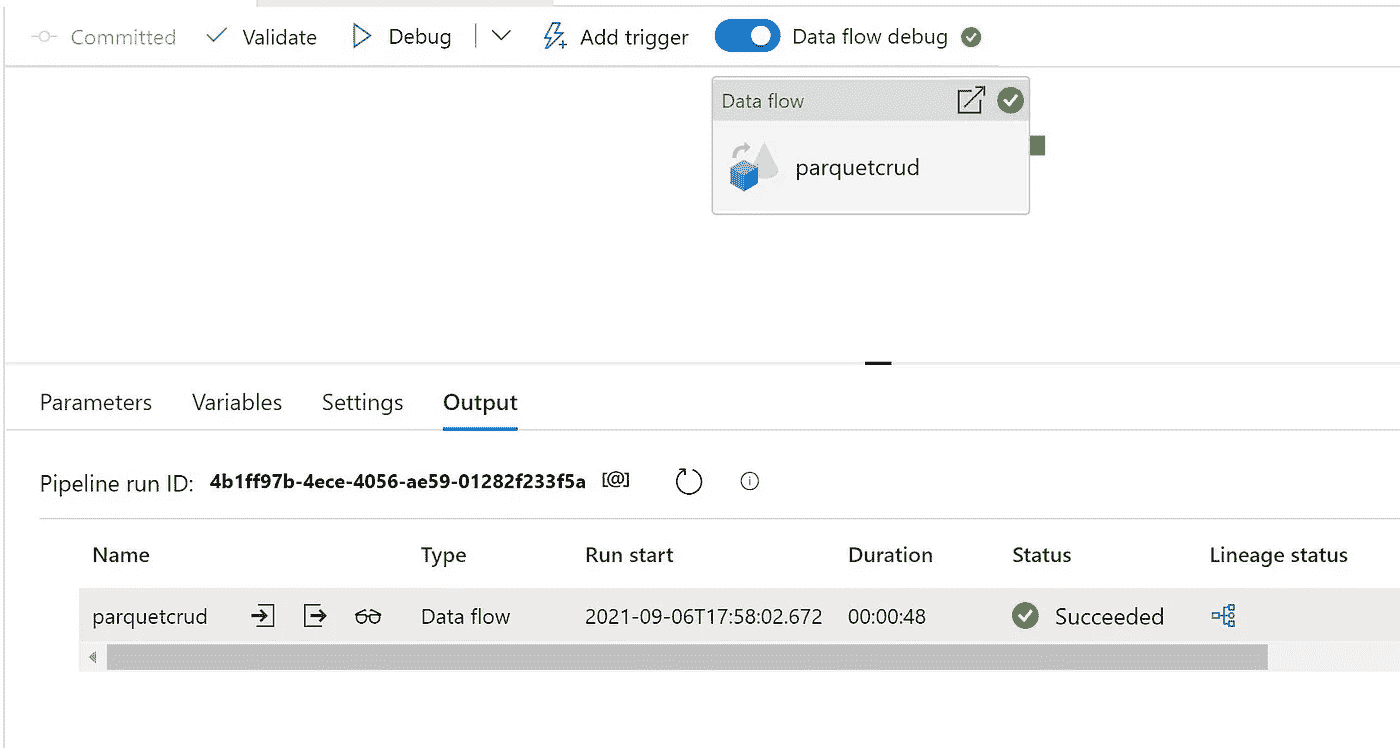 Committed Validate Debug Add trigger Data flow debug
Data flow
parquetcrud
Parameters Variables Settings Output
Pipeline run ID: 4b1ff97b-4ece-4056-ae59-01282f233f5a [@]
Name Type Run start Duration Status Lineage status
parquetcrud Data flow 2021-09-06T17:58:02.672 00:00:48 Succeeded